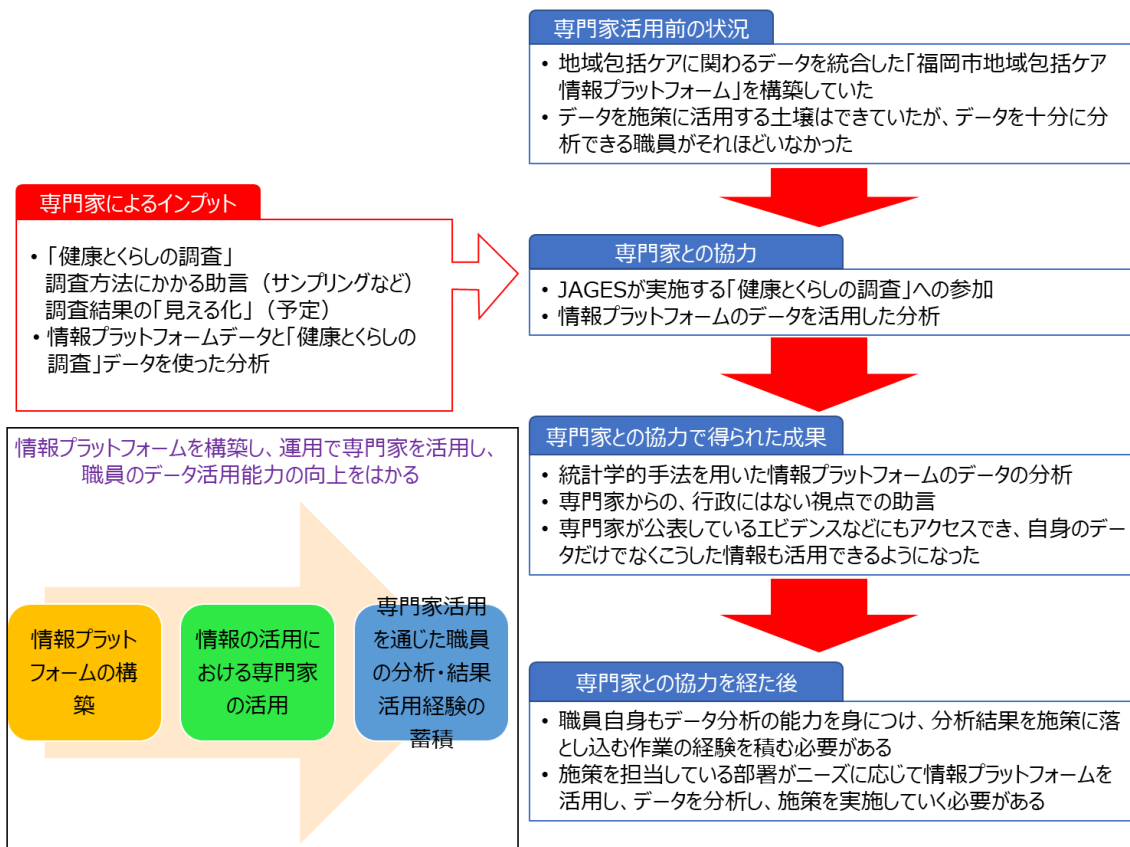 専門家活用前の状況
• 地域包括ケアに関わるデータを統合した「福岡市地域包括ケア
情報プラットフォーム」を構築していた
• データを施策に活用する土壌はできていたが、データを十分に分
析できる職員がそれほどいなかった
専門家によるインプット
• 「健康とくらしの調査」
調査方法にかかる助言（サンプリングなど）
調査結果の「見える化」（予定）
• 情報プラットフォームデータと「健康とくらしの
調査」データを使った分析
専門家との協力
• JAGESが実施する「健康とくらしの調査」への参加
• 情報プラットフォームのデータを活用した分析
専門家との協力で得られた成果
• 統計学的手法を用いた情報プラットフォームのデータの分析
• 専門家からの、行政にはない視点での助言
• 専門家が公表しているエビデンスなどにもアクセスでき、自身のデー
タだけでなくこうした情報も活用できるようになった
情報プラットフォームを構築し、運用で専門家を活用し、
職員のデータ活用能力の向上をはかる
情報プラット
フォームの構
築
情報の活用に
おける専門家
の活用
専門家活用
を通じた職員
の分析・結果
活用経験の
蓄積
専門家との協力を経た後
• 職員自身もデータ分析の能力を身につけ、分析結果を施策に落
とし込む作業の経験を積む必要がある
• 施策を担当している部署がニーズに応じて情報プラットフォームを
活用し、データを分析し、施策を実施していく必要がある